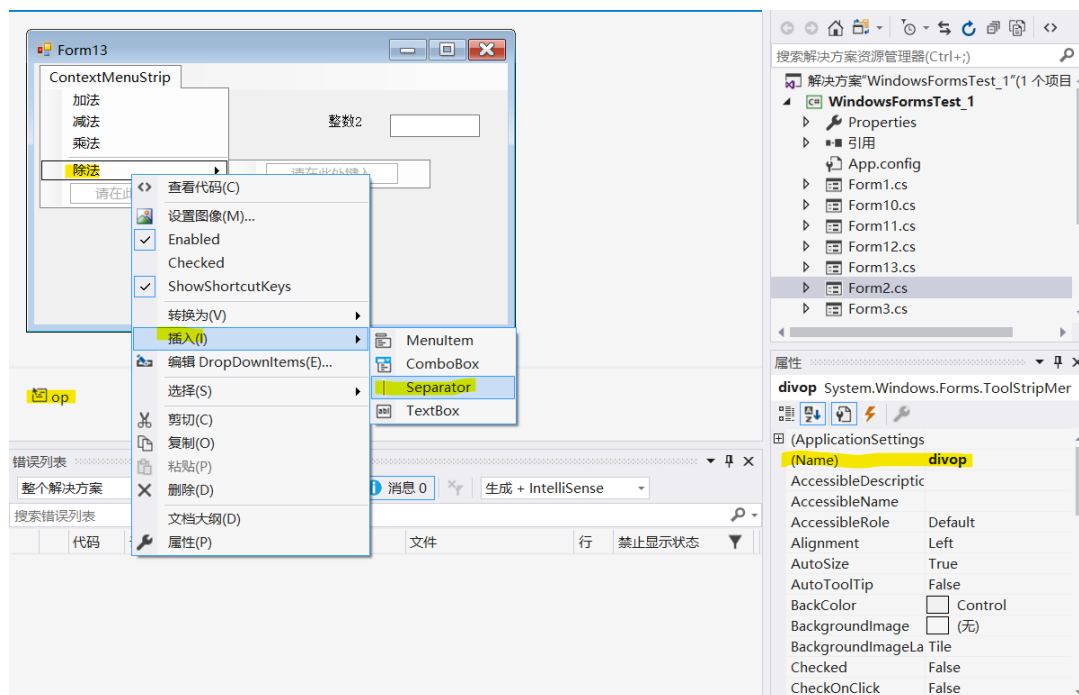 Form13
ContextMenuStrip
加法
减法
乘法
除法
请在此处键入
请在此
整数2
查看代码(C)
设置图像(M)...
Enabled
Checked
ShowShortcutKeys
转换为(V)
插入(I)
编辑 DropDownItems(E)...
选择(S)
剪切(C)
复制(O)
粘贴(P)
删除(D)
文档大纲(D)
属性(P)
MenuItem
ComboBox
Separator
TextBox
op
错误列表
整个解决方案
消息 0
生成 + IntelliSense
搜索错误列表
代码
文件
行
禁止显示状态
搜索解决方案资源管理器(Ctrl+;)
解决方案"WindowsFormsTest_1"(1 个项目
WindowsFormsTest_1
Properties
引用
App.config
Form1.cs
Form10.cs
Form11.cs
Form12.cs
Form13.cs
Form2.cs
Form3.cs
属性
divop System.Windows.Forms.ToolStripMer
(ApplicationSettings
(Name) divop
AccessibleDescriptic
AccessibleName
AccessibleRole Default
Alignment Left
AutoSize True
AutoToolTip False
BackColor Control
BackgroundImage (无)
BackgroundImageLa Tile
Checked False
CheckOnClick False